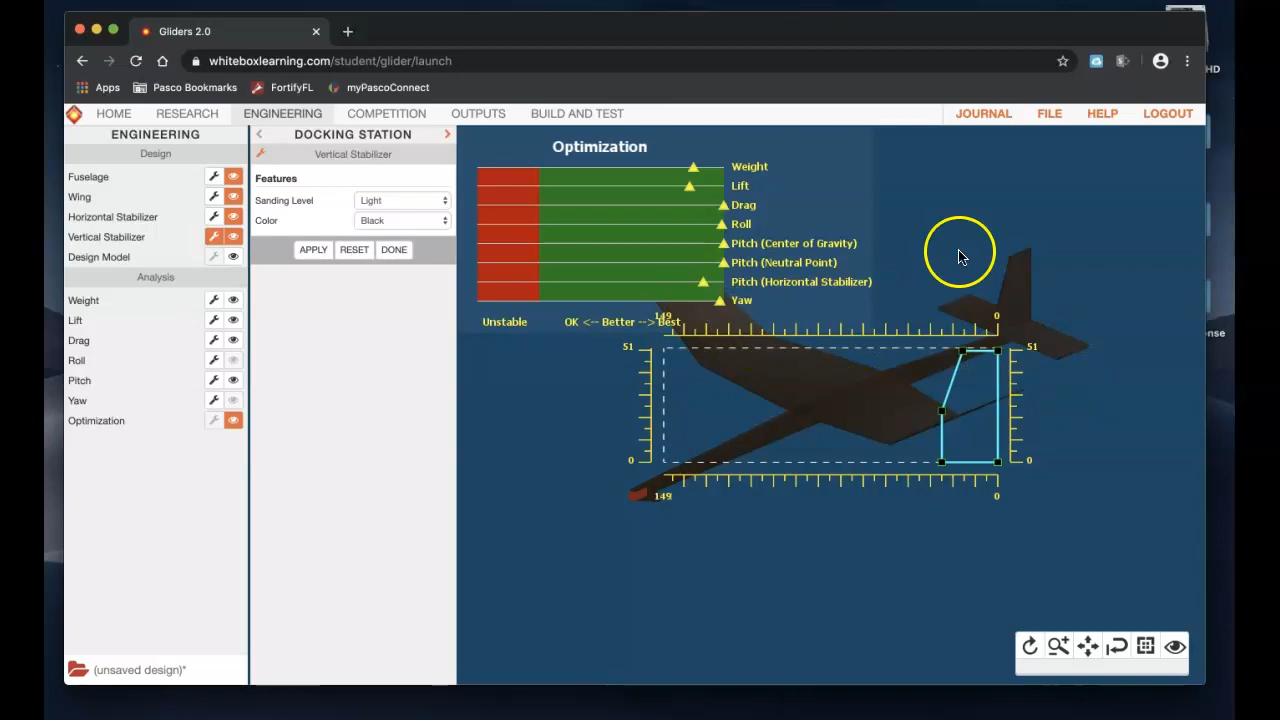 HD
Gliders 2.0
whiteboxlearning.com/student/glider/launch
Apps Pasco Bookmarks FortifyFL myPascoConnect
HOME RESEARCH ENGINEERING COMPETITION OUTPUTS BUILD AND TEST JOURNAL FILE HELP LOGOUT
ENGINEERING
Design
Fuselage
Wing
Horizontal Stabilizer
Vertical Stabilizer
Design Model
Analysis
Weight
Lift
Drag
Roll
Pitch
Yaw
Optimization
(unsaved design)*
DOCKING STATION
Vertical Stabilizer
Features
Sanding Level Light
Color Black
APPLY RESET DONE
Optimization
Weight
Lift
Drag
Roll
Pitch (Center of Gravity)
Pitch (Neutral Point)
Pitch (Horizontal Stabilizer)
Yaw
Unstable OK <-- Better --> Best
149 0
51 51
0 0
149 0
nse